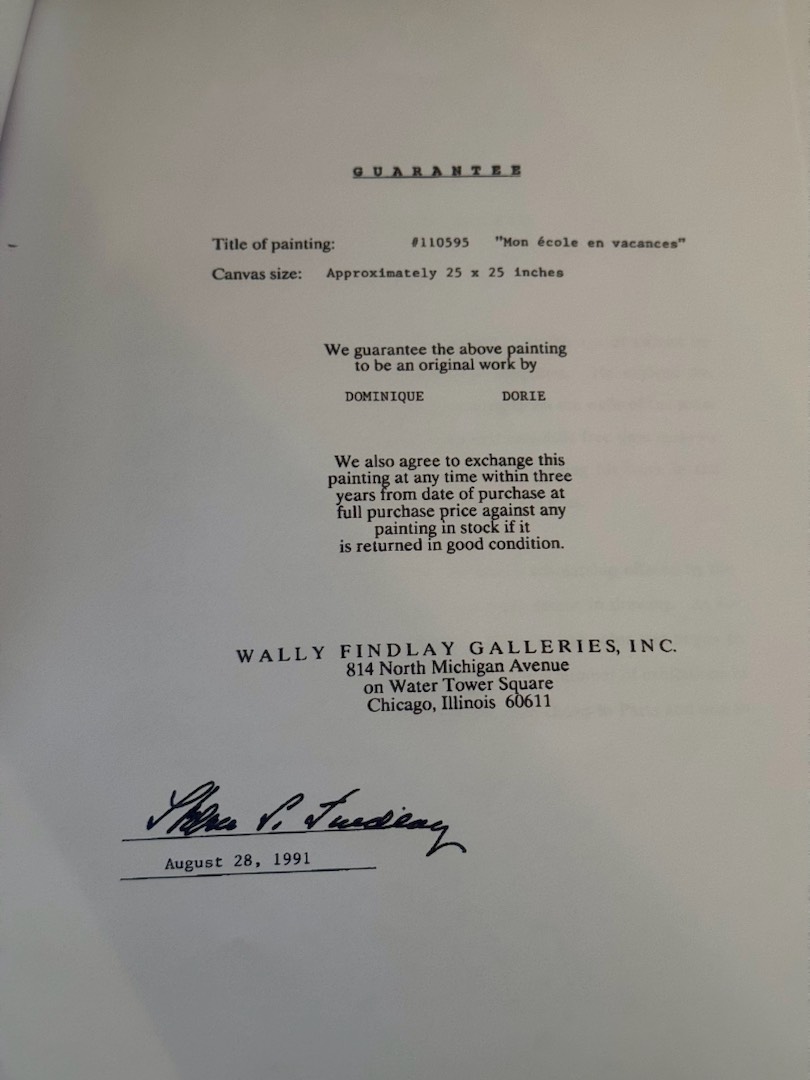 GUARANTEE
Title of painting: #110595 "Mon école en vacances"
Canvas size: Approximately 25 x 25 inches
We guarantee the above painting
to be an original work by
DOMINIQUE DORIE
We also agree to exchange this
painting at any time within three
years from date of purchase at
full purchase price against any
painting in stock if it
is returned in good condition.
WALLY FINDLAY GALLERIES, INC.
814 North Michigan Avenue
on Water Tower Square
Chicago, Illinois 60611
P. Findlay
August 28, 1991